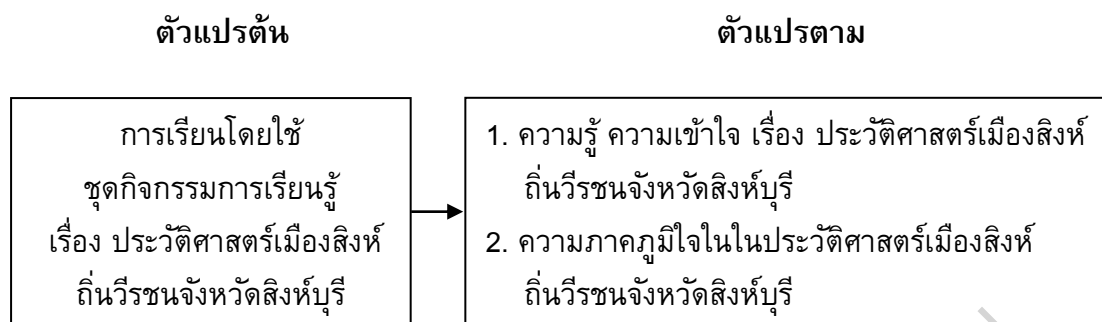 ตัวแปรต้น
ตัวแปรตาม
การเรียนโดยใช้
ชุดกิจกรรมการเรียนรู้
เรื่อง ประวัติศาสตร์เมืองสิงห์
ถิ่นวีรชนจังหวัดสิงห์บุรี
1. ความรู้ ความเข้าใจ เรื่อง ประวัติศาสตร์เมืองสิงห์
ถิ่นวีรชนจังหวัดสิงห์บุรี
2. ความภาคภูมิใจในในประวัติศาสตร์เมืองสิงห์
ถิ่นวีรชนจังหวัดสิงห์บุรี